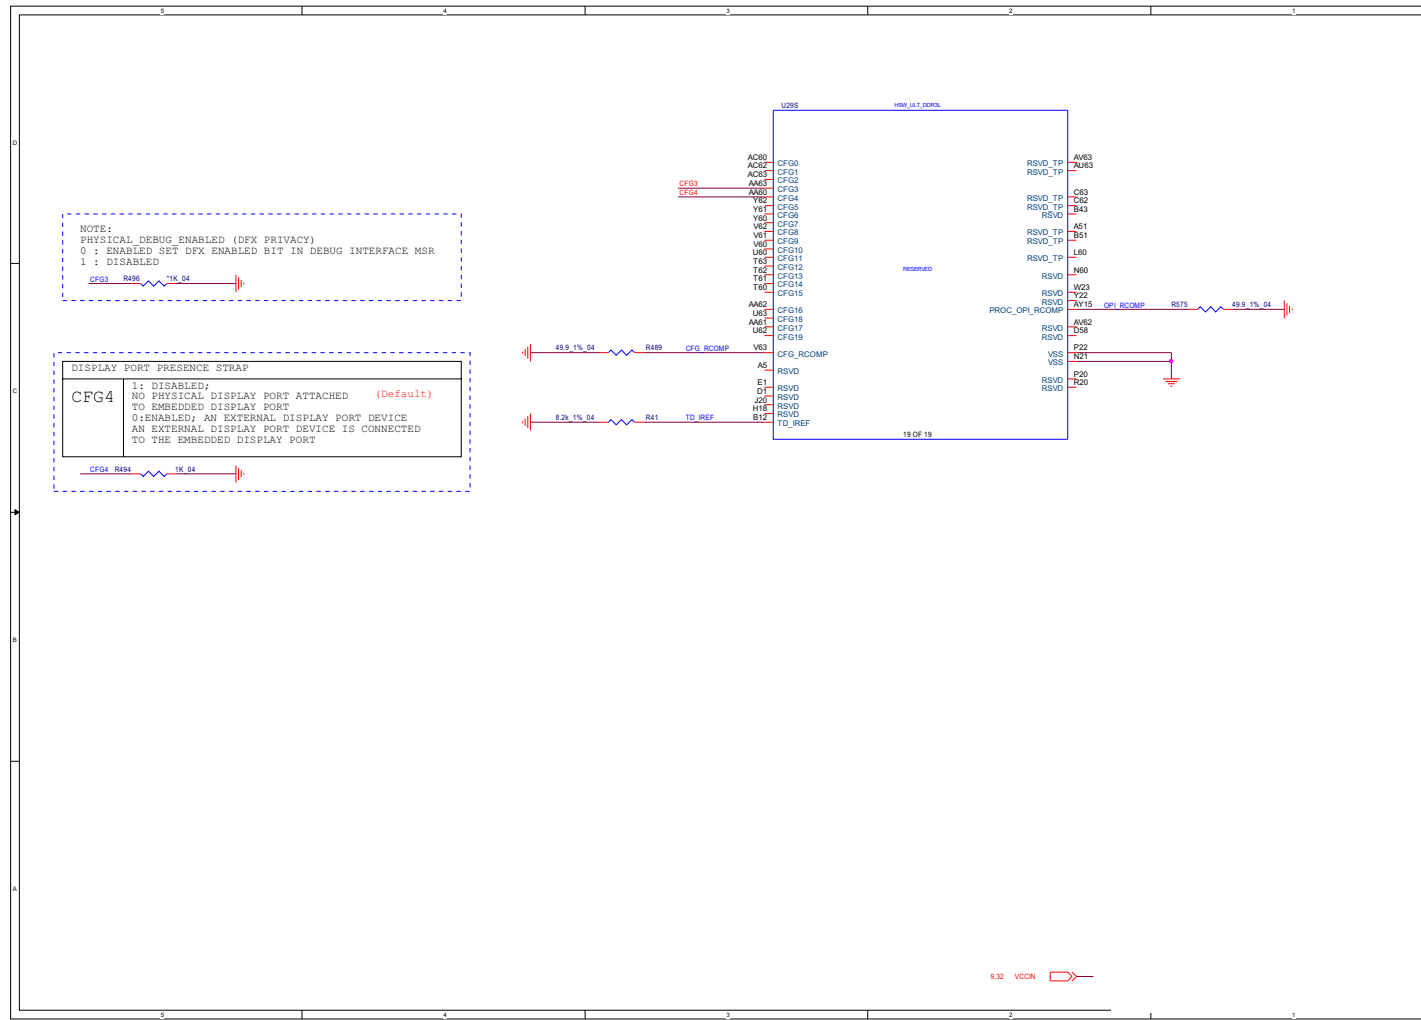 5 4 3 2 1
D
C
B
A
U29S HSW_ULT_DDR3L
AC60 CFG0
AC62 CFG1
AC63 CFG2
CFG3 AA63 CFG3
CFG4 AA60 CFG4
Y62 CFG5
Y61 CFG6
Y60 CFG7
V62 CFG8
V61 CFG9
V60 CFG10
U60 CFG11
T63 CFG12
T62 CFG13
T61 CFG14
T60 CFG15
AA62 CFG16
U63 CFG18
AA61 CFG17
U62 CFG19
49.9_1%_04 R489 CFG_RCOMP V63 CFG_RCOMP
A5 RSVD
E1 RSVD
D1 RSVD
J20 RSVD
H18 RSVD
8.2k_1%_04 R41 TD_IREF B12 TD_IREF
RESERVED
RSVD_TP AV63
RSVD_TP AU63
RSVD_TP C63
RSVD_TP C62
RSVD B43
RSVD_TP A51
RSVD_TP B51
RSVD_TP L60
RSVD N60
RSVD W23
RSVD Y22
PROC_OPI_RCOMP AY15 OPI_RCOMP R575 49.9_1%_04
RSVD AV62
RSVD D58
VSS P22
VSS N21
RSVD P20
RSVD R20
19 OF 19
NOTE:
PHYSICAL_DEBUG_ENABLED (DFX PRIVACY)
0 : ENABLED SET DFX ENABLED BIT IN DEBUG INTERFACE MSR
1 : DISABLED
CFG3 R496 *1K_04
DISPLAY PORT PRESENCE STRAP
CFG4
1: DISABLED;
NO PHYSICAL DISPLAY PORT ATTACHED (Default)
TO EMBEDDED DISPLAY PORT
0:ENABLED; AN EXTERNAL DISPLAY PORT DEVICE
AN EXTERNAL DISPLAY PORT DEVICE IS CONNECTED
TO THE EMBEDDED DISPLAY PORT
CFG4 R494 1K_04
9,32 VCCIN
5 4 3 2 1